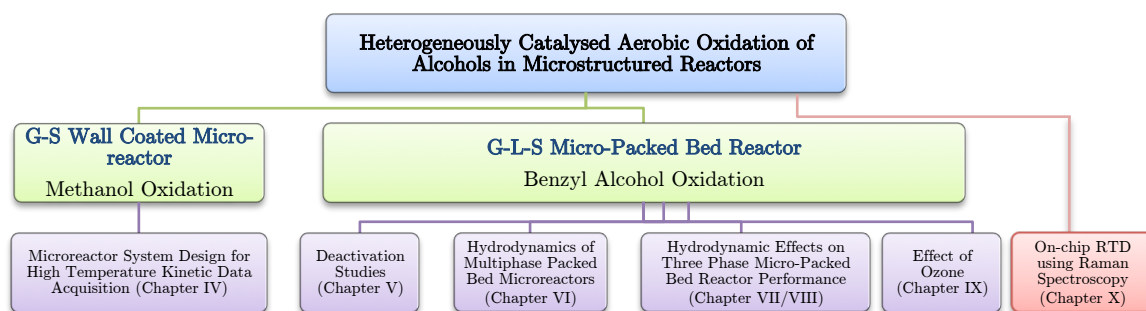 Heterogeneously Catalysed Aerobic Oxidation of
Alcohols in Microstructured Reactors
G-S Wall Coated Micro-
reactor
Methanol Oxidation
G-L-S Micro-Packed Bed Reactor
Benzyl Alcohol Oxidation
Microreactor System Design for
High Temperature Kinetic Data
Acquisition (Chapter IV)
Deactivation
Studies
(Chapter V)
Hydrodynamics of
Multiphase Packed
Bed Microreactors
(Chapter VI)
Hydrodynamic Effects on
Three Phase Micro-Packed
Bed Reactor Performance
(Chapter VII/VIII)
Effect of
Ozone
(Chapter IX)
On-chip RTD
using Raman
Spectroscopy
(Chapter X)